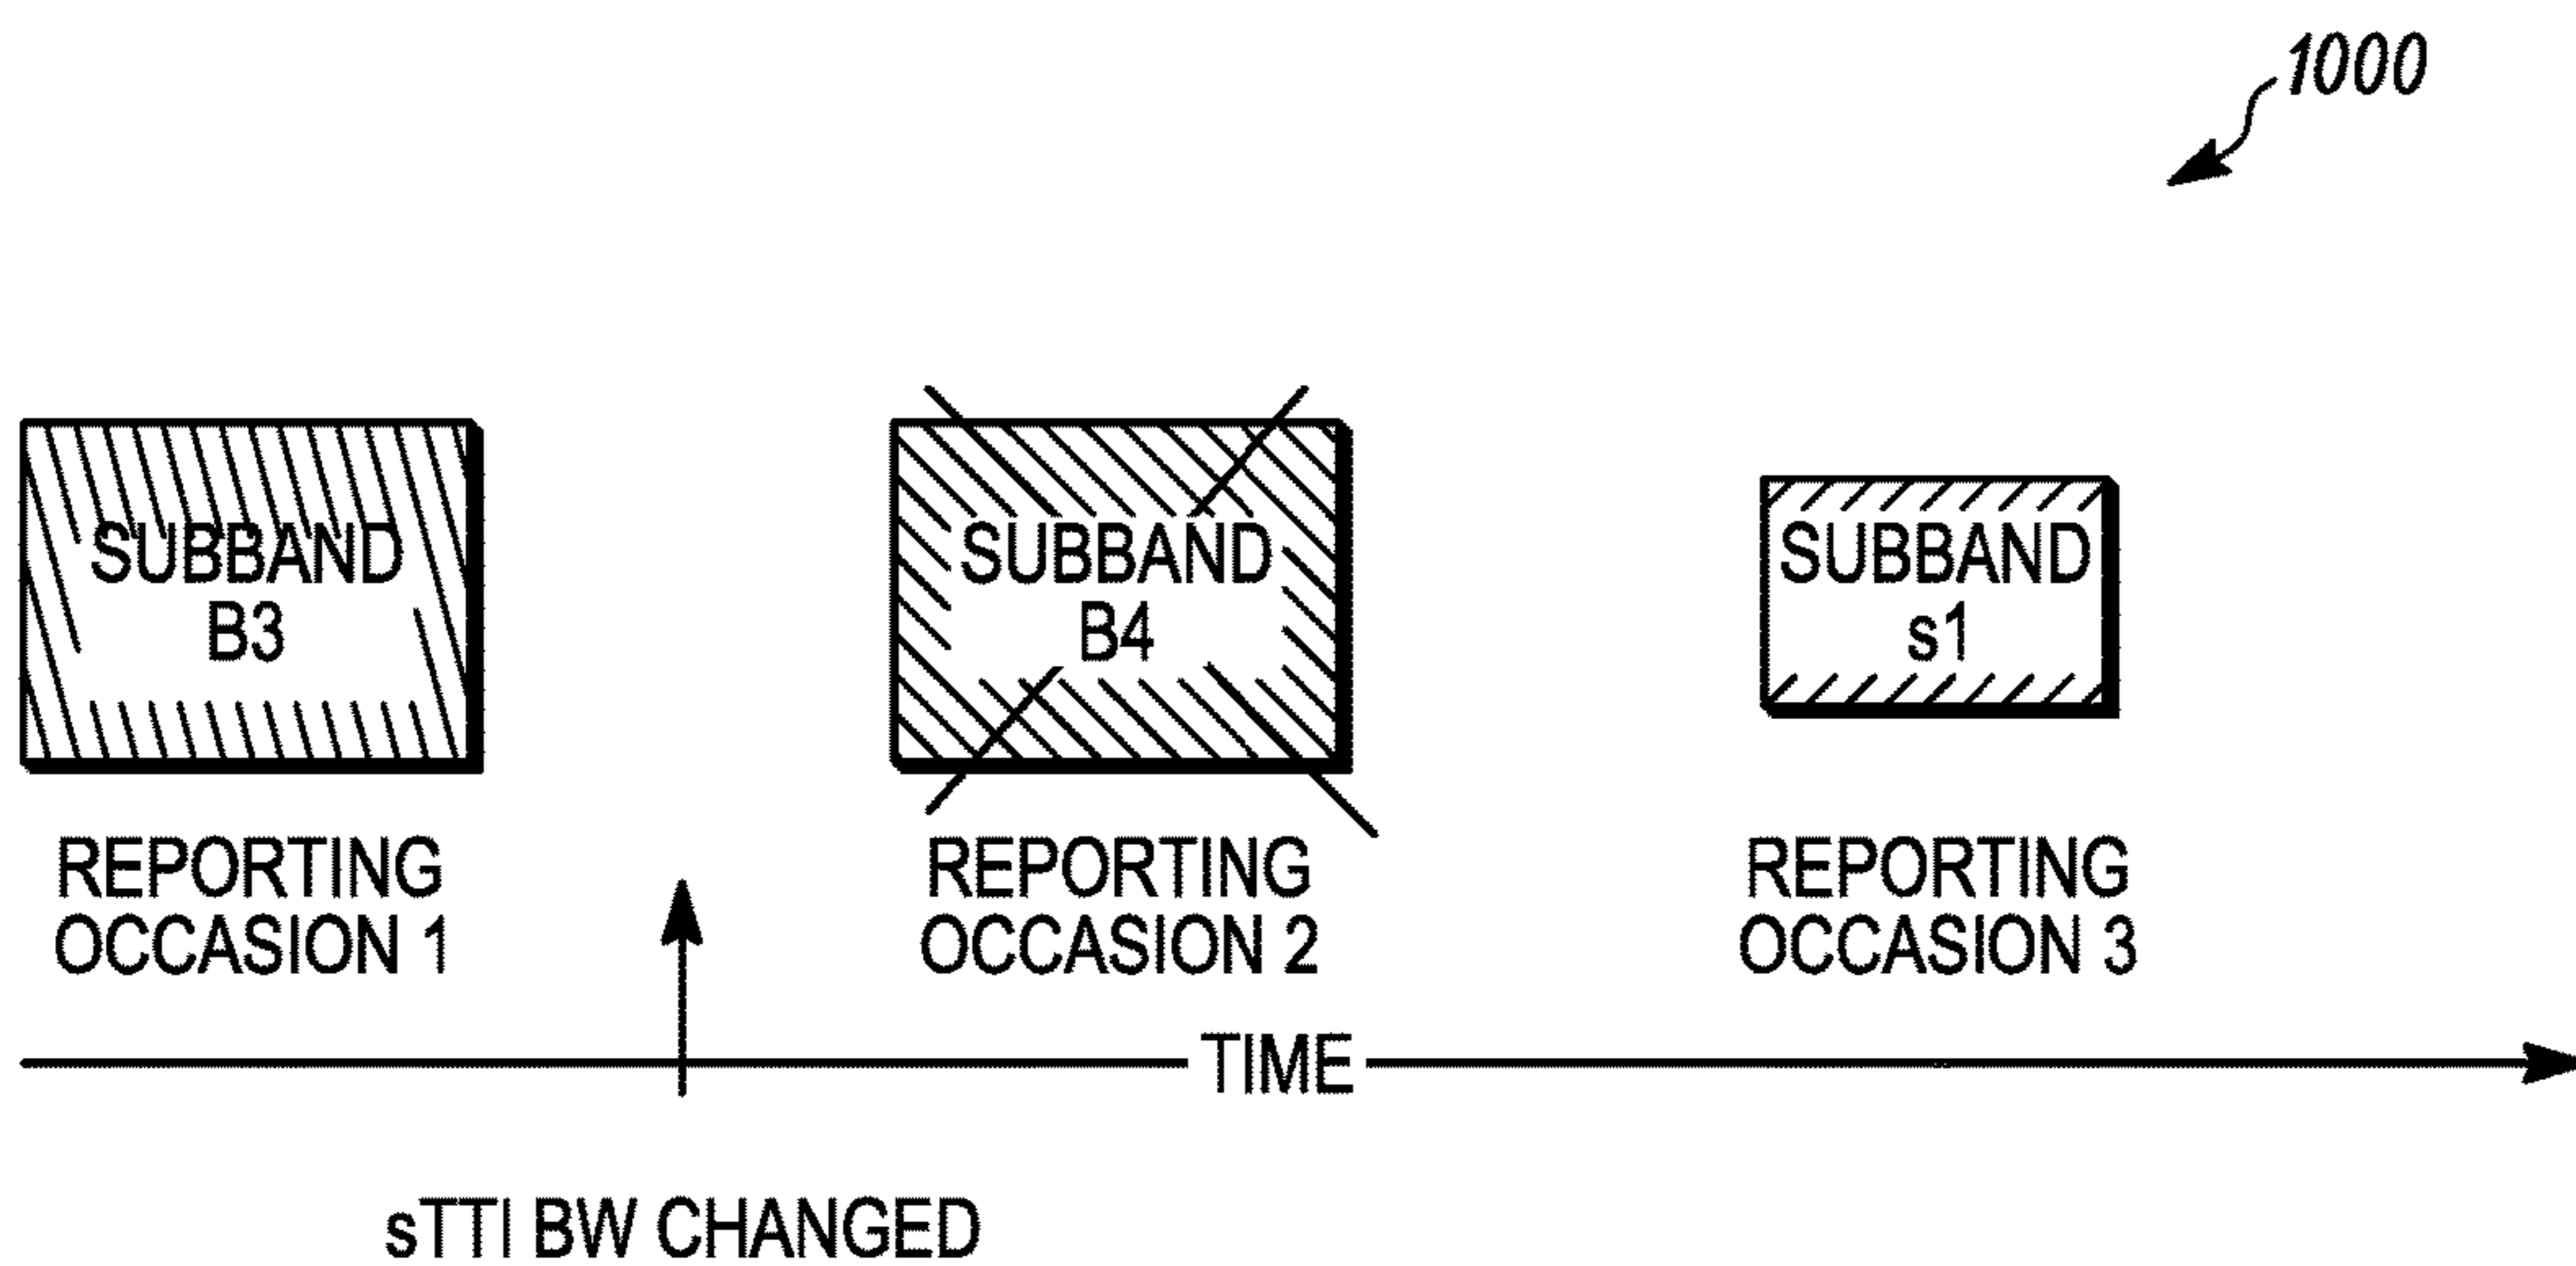 1000
SUBBAND
B3
SUBBAND
B4
SUBBAND
s1
REPORTING
OCCASION 1
REPORTING
OCCASION 2
REPORTING
OCCASION 3
TIME
sTTI BW CHANGED